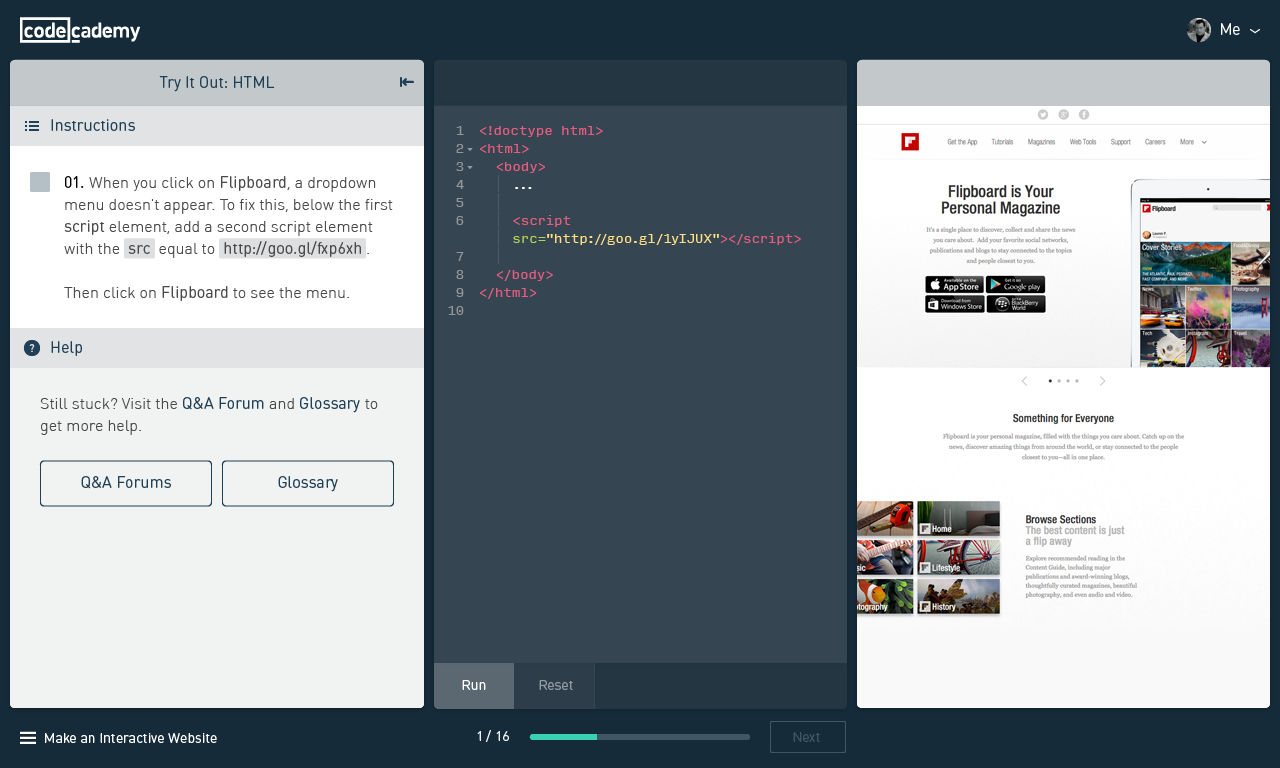 codecademy
Me
Try It Out: HTML
Instructions
01. When you click on Flipboard, a dropdown
menu doesn't appear. To fix this, below the first
script element, add a second script element
with the src equal to http://goo.gl/fxp6xh.
Then click on Flipboard to see the menu.
Help
Still stuck? Visit the Q&A Forum and Glossary to
get more help.
Q&A Forums
Glossary
1 <!doctype html>
2 <html>
3 <body>
4 ...
5
6 <script
src="http://goo.gl/1yIJUX"></script>
7
8 </body>
9 </html>
10
Run
Reset
Get the App Tutorials Magazines Web Tools Support Careers More
Flipboard is Your
Personal Magazine
It's a single place to discover, collect and share the news
you care about. Add your favorite social networks,
publications and blogs to stay connected to the topics
and people closest to you.
Available on the
App Store
Get it on
Google play
Download from
Windows Store
BlackBerry
World
Flipboard
Lauren F.
Cover Stories
THE ATLANTIC, PAUL PEDRAZA,
FAST COMPANY, AND MORE
News
Twitter
Photography
Tech
Instagram
Travel
Something for Everyone
Flipboard is your personal magazine, filled with the things you care about. Catch up on the
news, discover amazing things from around the world, or stay connected to the people
closest to you—all in one place.
Home
sic
Lifestyle
otography
History
Browse Sections
The best content is just
a flip away
Explore recommended reading in the
Content Guide, including major
publications and award-winning blogs,
thoughtfully curated magazines, beautiful
photography, and even audio and video.
Make an Interactive Website
1 / 16
Next